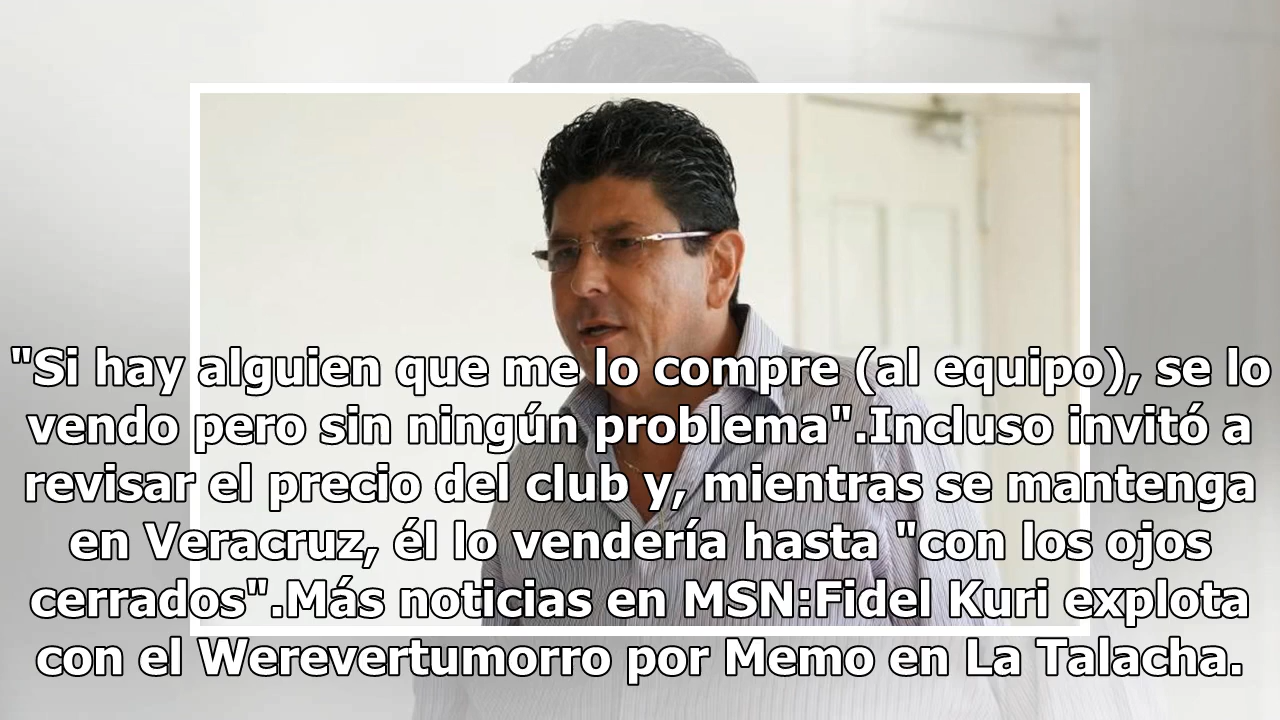 "Si hay alguien que me lo compre (al equipo), se lo
vendo pero sin ningún problema".Incluso invitó a
revisar el precio del club y, mientras se mantenga
en Veracruz, él lo vendería hasta "con los ojos
cerrados".Más noticias en MSN:Fidel Kuri explota
con el Werevertumorro por Memo en La Talacha.